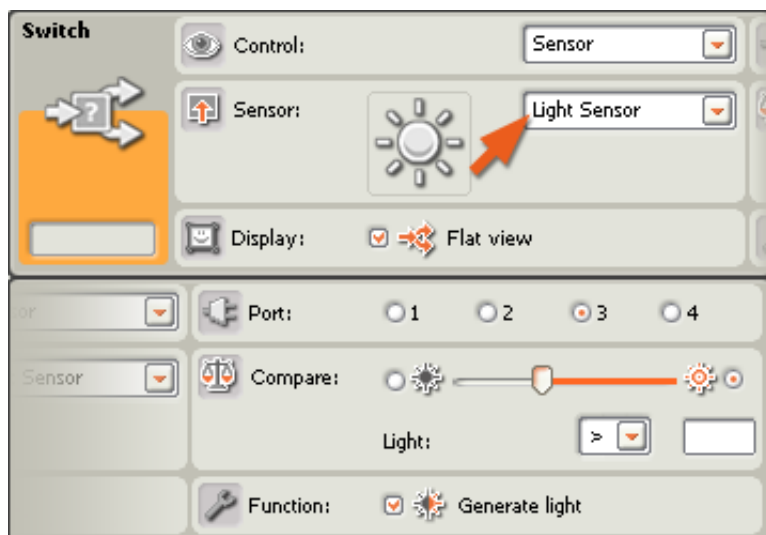 Switch
Control:
Sensor
Sensor:
Light Sensor
Display:
Flat view
Port:
1
2
3
4
Sensor
Compare:
Light:
>
Function:
Generate light